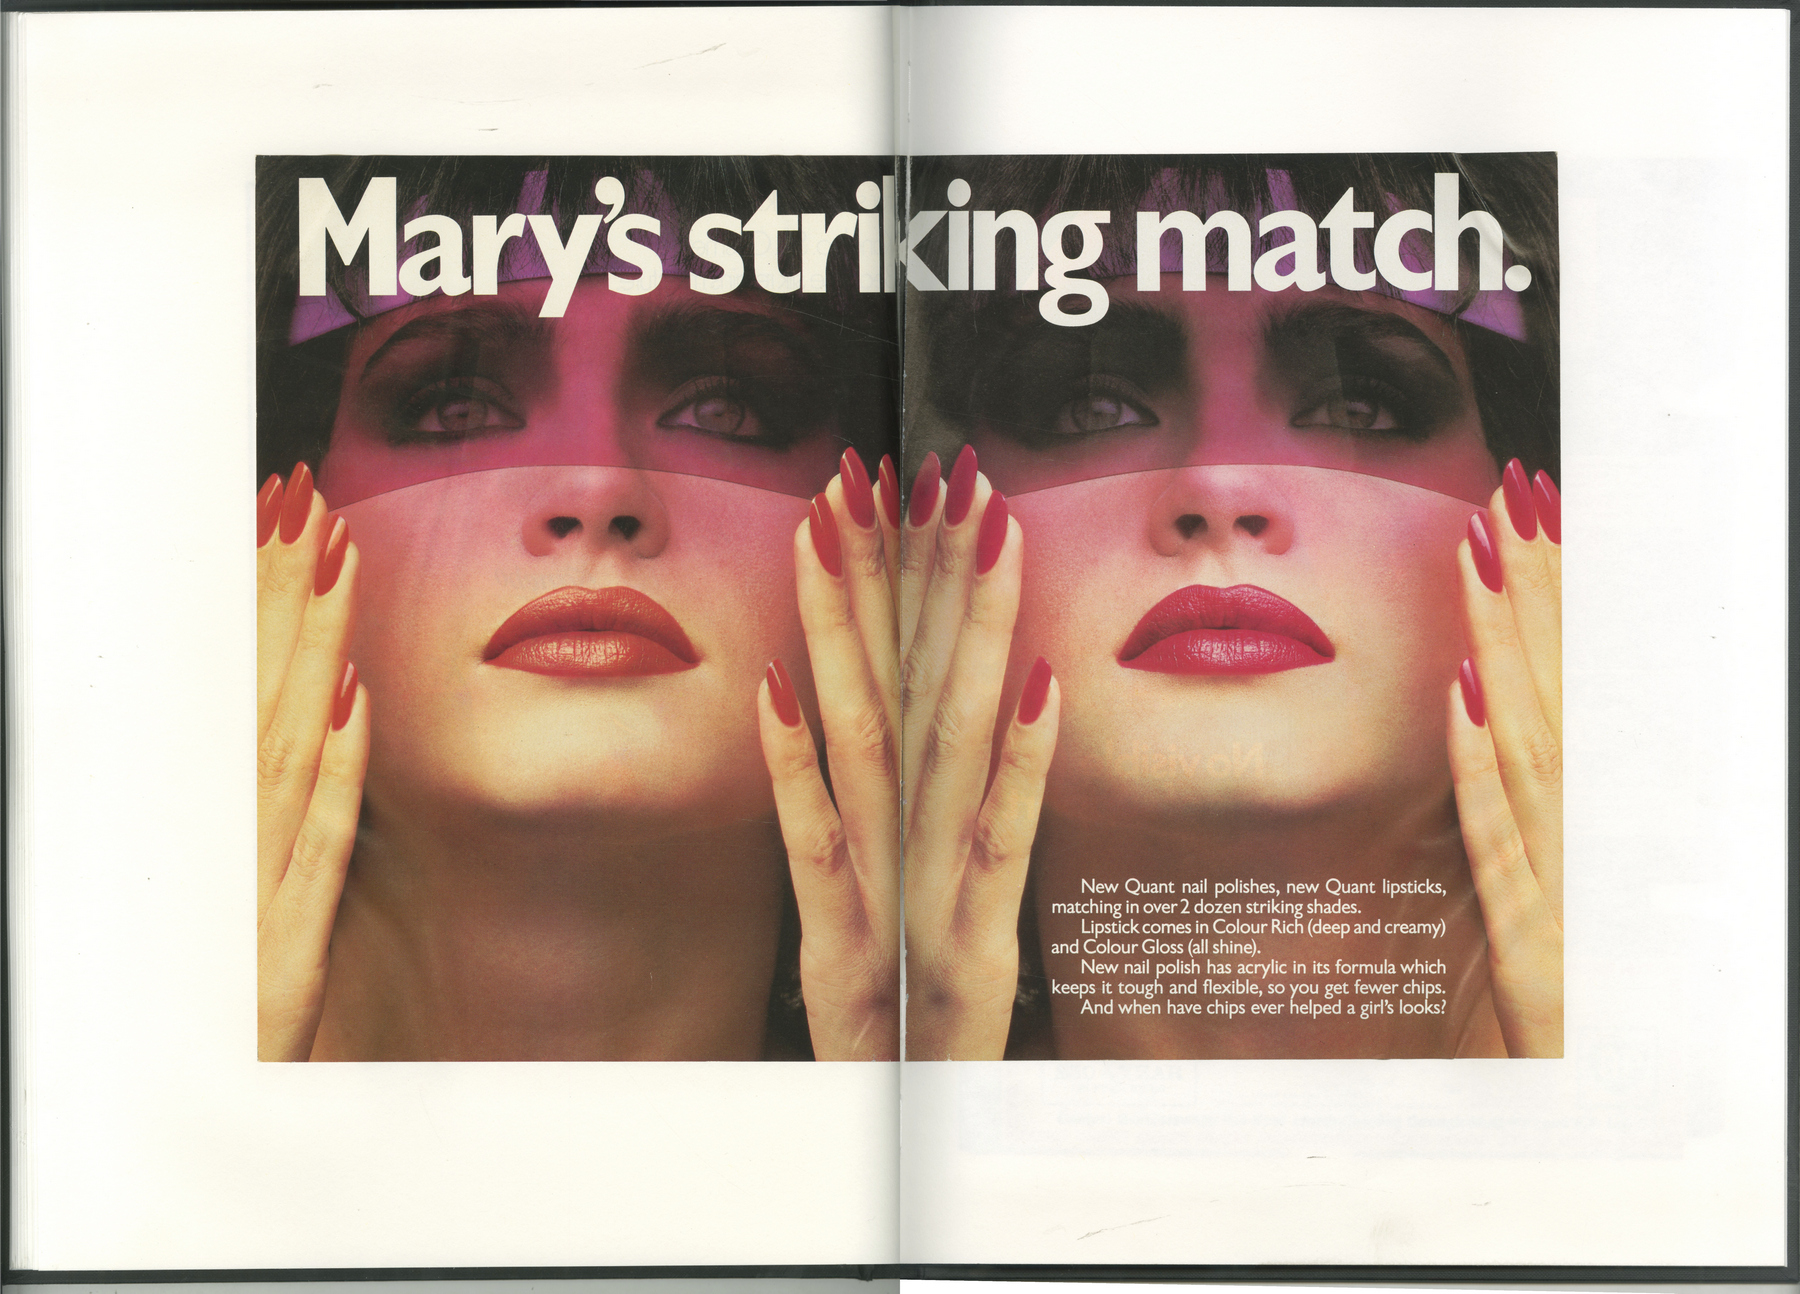 Mary's striking match.
New Quant nail polishes, new Quant lipsticks,
matching in over 2 dozen striking shades.
Lipstick comes in Colour Rich (deep and creamy)
and Colour Gloss (all shine).
New nail polish has acrylic in its formula which
keeps it tough and flexible, so you get fewer chips.
And when have chips ever helped a girl's looks?